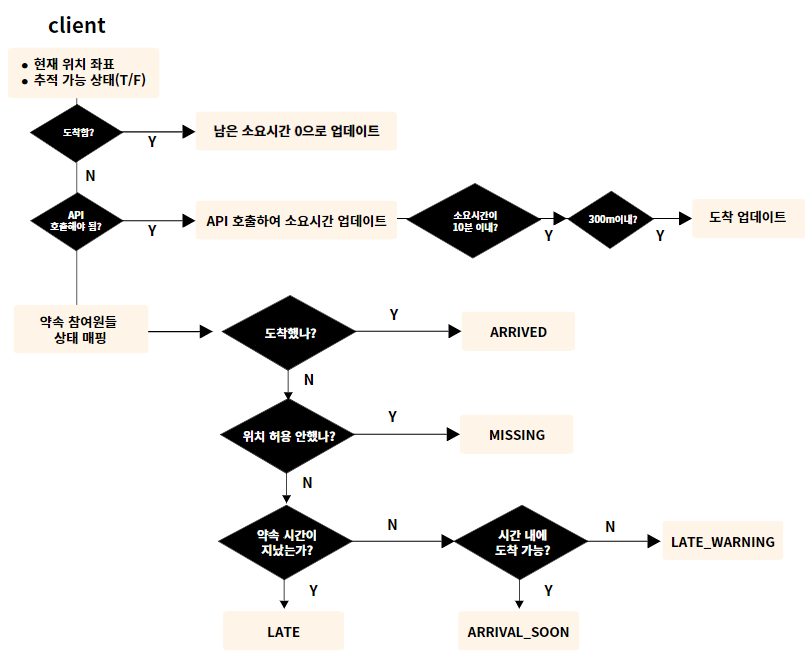 client
● 현재 위치 좌표
● 추적 가능 상태(T/F)
도착함?
Y
남은 소요시간 0으로 업데이트
N
API
호출해야 됨?
Y
API 호출하여 소요시간 업데이트
소요시간이
10분 이내?
Y
300m이내?
Y
도착 업데이트
약속 참여원들
상태 매핑
도착했나?
Y
ARRIVED
N
위치 허용 안했나?
Y
MISSING
N
약속 시간이
지났는가?
N
시간 내에
도착 가능?
N
LATE_WARNING
Y
LATE
Y
ARRIVAL_SOON